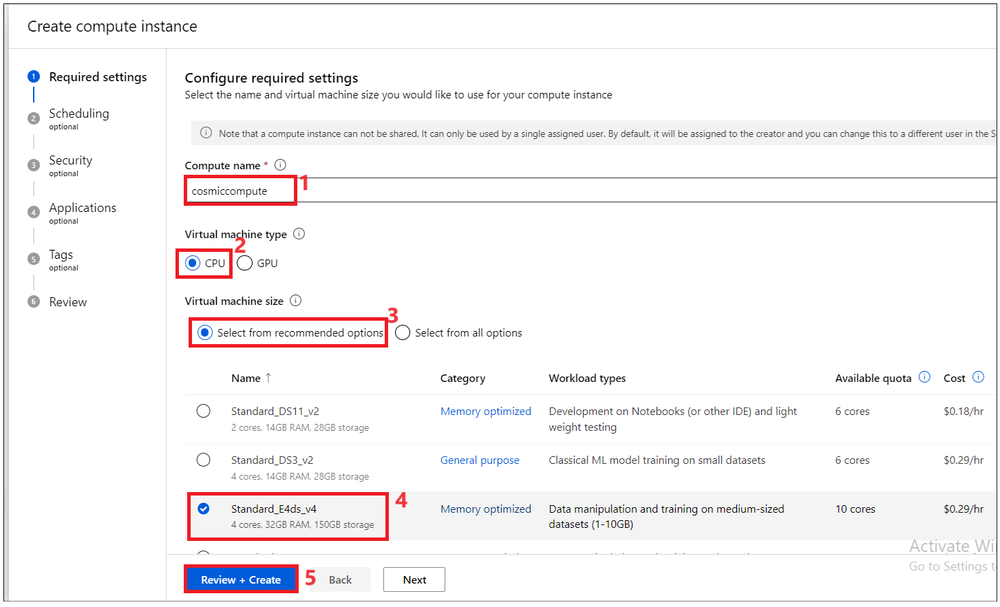 Create compute instance
1 Required settings
2 Scheduling
optional
3 Security
optional
4 Applications
optional
5 Tags
optional
6 Review
Configure required settings
Select the name and virtual machine size you would like to use for your compute instance
Note that a compute instance can not be shared. It can only be used by a single assigned user. By default, it will be assigned to the creator and you can change this to a different user in the S
Compute name *
cosmiccompute 1
Virtual machine type
2
CPU GPU
Virtual machine size
3
Select from recommended options Select from all options
Name ↑ Category Workload types Available quota Cost
Standard_DS11_v2 Memory optimized Development on Notebooks (or other IDE) and light 6 cores $0.18/hr
2 cores, 14GB RAM, 28GB storage weight testing
Standard_DS3_v2 General purpose Classical ML model training on small datasets 6 cores $0.29/hr
4 cores, 14GB RAM, 28GB storage
4
Standard_E4ds_v4 Memory optimized Data manipulation and training on medium-sized 10 cores $0.29/hr
4 cores, 32GB RAM, 150GB storage datasets (1-10GB)
Activate Wi
Go to Settings t
Review + Create 5 Back Next